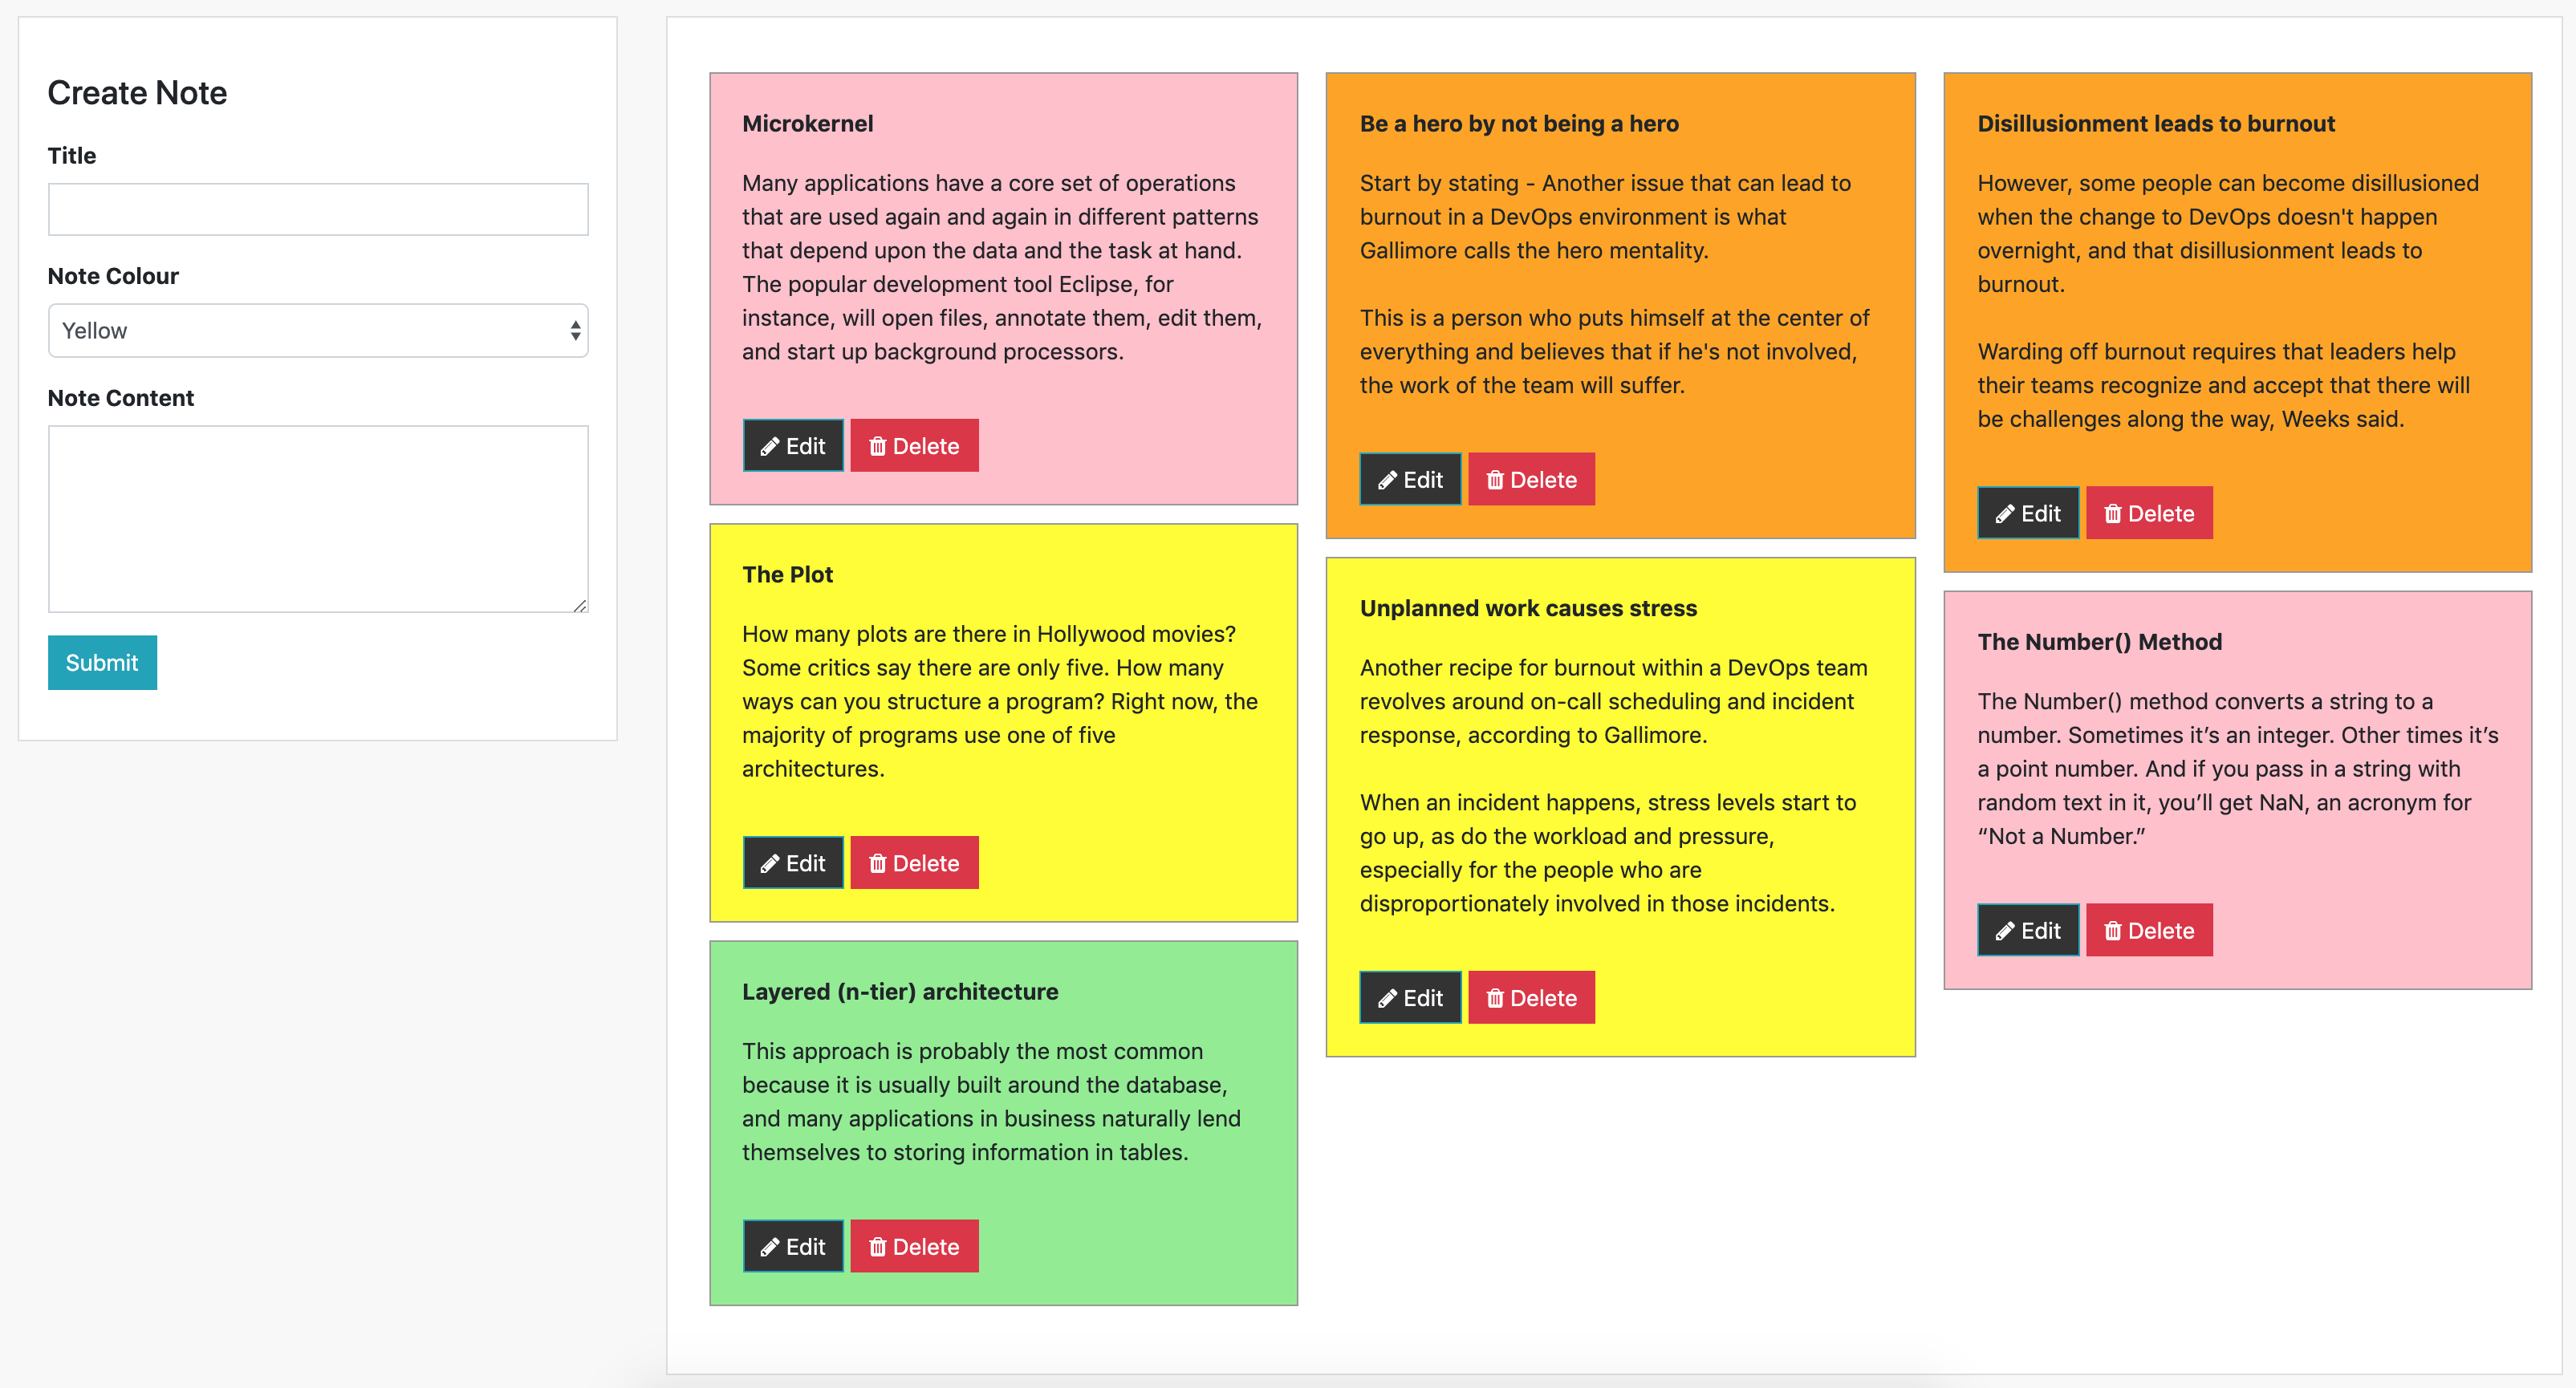 Create Note
Title
Note Colour
Yellow
Note Content
Submit
Microkernel
Many applications have a core set of operations
that are used again and again in different patterns
that depend upon the data and the task at hand.
The popular development tool Eclipse, for
instance, will open files, annotate them, edit them,
and start up background processors.
Edit Delete
The Plot
How many plots are there in Hollywood movies?
Some critics say there are only five. How many
ways can you structure a program? Right now, the
majority of programs use one of five
architectures.
Edit Delete
Layered (n-tier) architecture
This approach is probably the most common
because it is usually built around the database,
and many applications in business naturally lend
themselves to storing information in tables.
Edit Delete
Be a hero by not being a hero
Start by stating - Another issue that can lead to
burnout in a DevOps environment is what
Gallimore calls the hero mentality.
This is a person who puts himself at the center of
everything and believes that if he's not involved,
the work of the team will suffer.
Edit Delete
Unplanned work causes stress
Another recipe for burnout within a DevOps team
revolves around on-call scheduling and incident
response, according to Gallimore.
When an incident happens, stress levels start to
go up, as do the workload and pressure,
especially for the people who are
disproportionately involved in those incidents.
Edit Delete
Disillusionment leads to burnout
However, some people can become disillusioned
when the change to DevOps doesn't happen
overnight, and that disillusionment leads to
burnout.
Warding off burnout requires that leaders help
their teams recognize and accept that there will
be challenges along the way, Weeks said.
Edit Delete
The Number() Method
The Number() method converts a string to a
number. Sometimes it’s an integer. Other times it’s
a point number. And if you pass in a string with
random text in it, you’ll get NaN, an acronym for
“Not a Number.”
Edit Delete